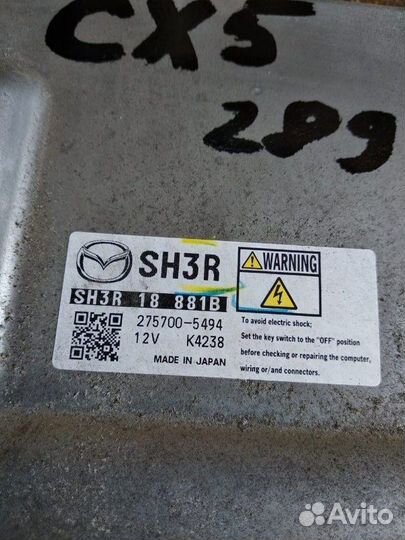 CX5
289
SH3R
SH3R 18 881B
275700-5494
12V K4238
MADE IN JAPAN
WARNING
To avoid electric shock;
Set the key switch to the "OFF" position
before checking or repairing the computer,
wiring or/and connectors.
Avito